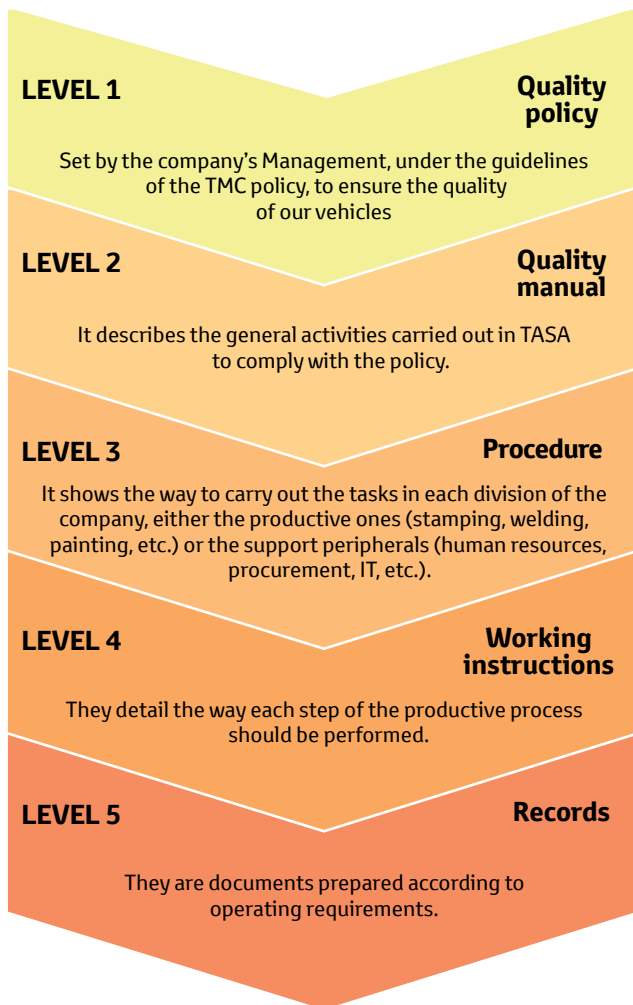 LEVEL 1
Quality
policy
Set by the company's Management, under the guidelines
of the TMC policy, to ensure the quality
of our vehicles
LEVEL 2
Quality
manual
It describes the general activities carried out in TASA
to comply with the policy.
LEVEL 3
Procedure
It shows the way to carry out the tasks in each division of the
company, either the productive ones (stamping, welding,
painting, etc.) or the support peripherals (human resources,
procurement, IT, etc.).
LEVEL 4
Working
instructions
They detail the way each step of the productive process
should be performed.
LEVEL 5
Records
They are documents prepared according to
operating requirements.